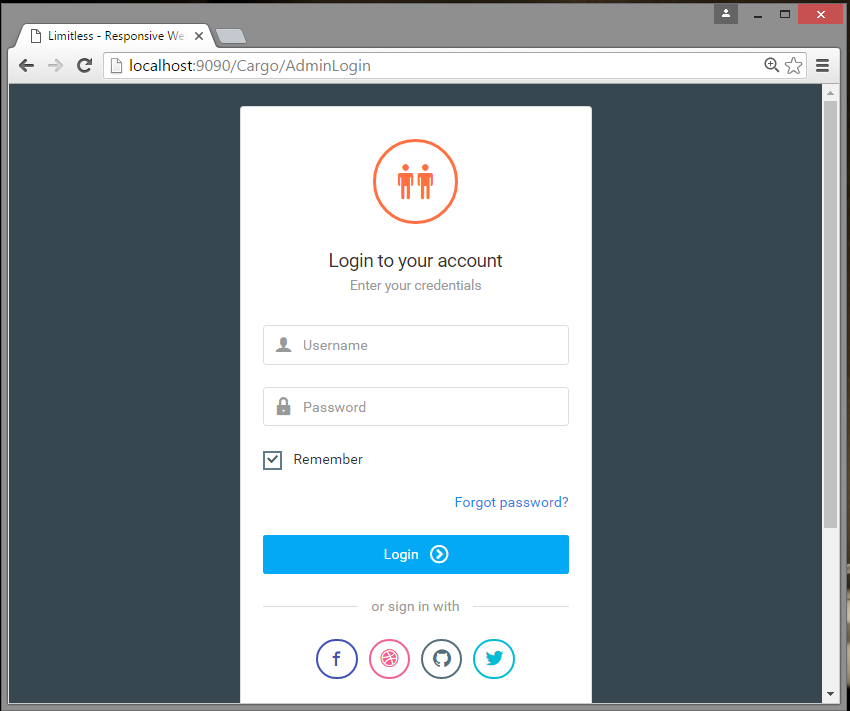 Limitless - Responsive We
localhost:9090/Cargo/AdminLogin
Login to your account
Enter your credentials
Username
Password
Remember
Forgot password?
Login
or sign in with